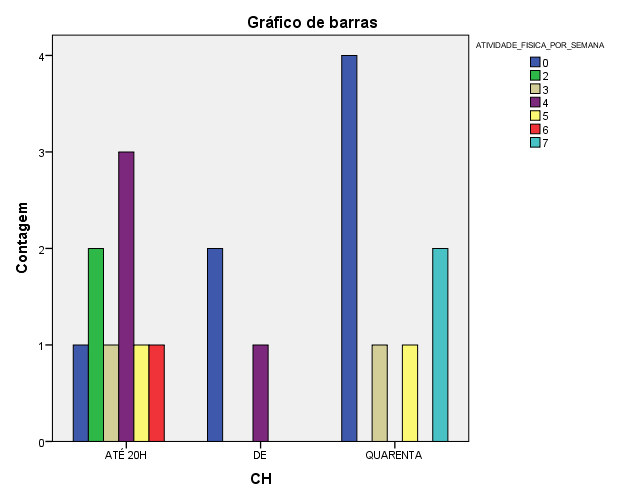 Gráfico de barras
ATIVIDADE_FISICA_POR_SEMANA
0
2
3
4
5
6
7
4
3
2
1
0
Contagem
ATÉ 20H
DE
QUARENTA
CH